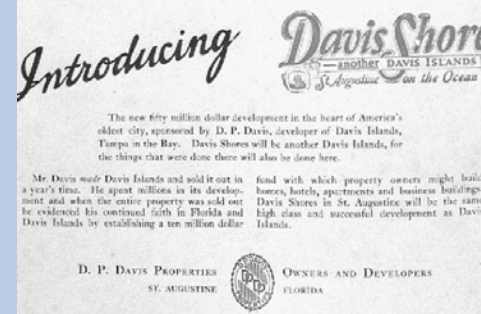 Introducing
Davis Shore
another DAVIS ISLANDS
St. Augustine on the Ocean
The new fifty million dollar development in the heart of America's
oldest city, sponsored by D. P. Davis, developer of Davis Islands,
Tampa in the Bay. Davis Shores will be another Davis Islands, for
the things that were done there will also be done here.
Mr. Davis made Davis Islands and sold it out in
a year's time. He spent millions in its develop-
ment and when the entire property was sold out
he evidenced his continued faith in Florida and
Davis Islands by establishing a ten million dollar
fund with which property owners might build
homes, hotels, apartments and business buildings.
Davis Shores in St. Augustine will be the same
high class and successful development as Davis
Islands.
D. P. DAVIS PROPERTIES
ST. AUGUSTINE
OWNERS AND DEVELOPERS
FLORIDA